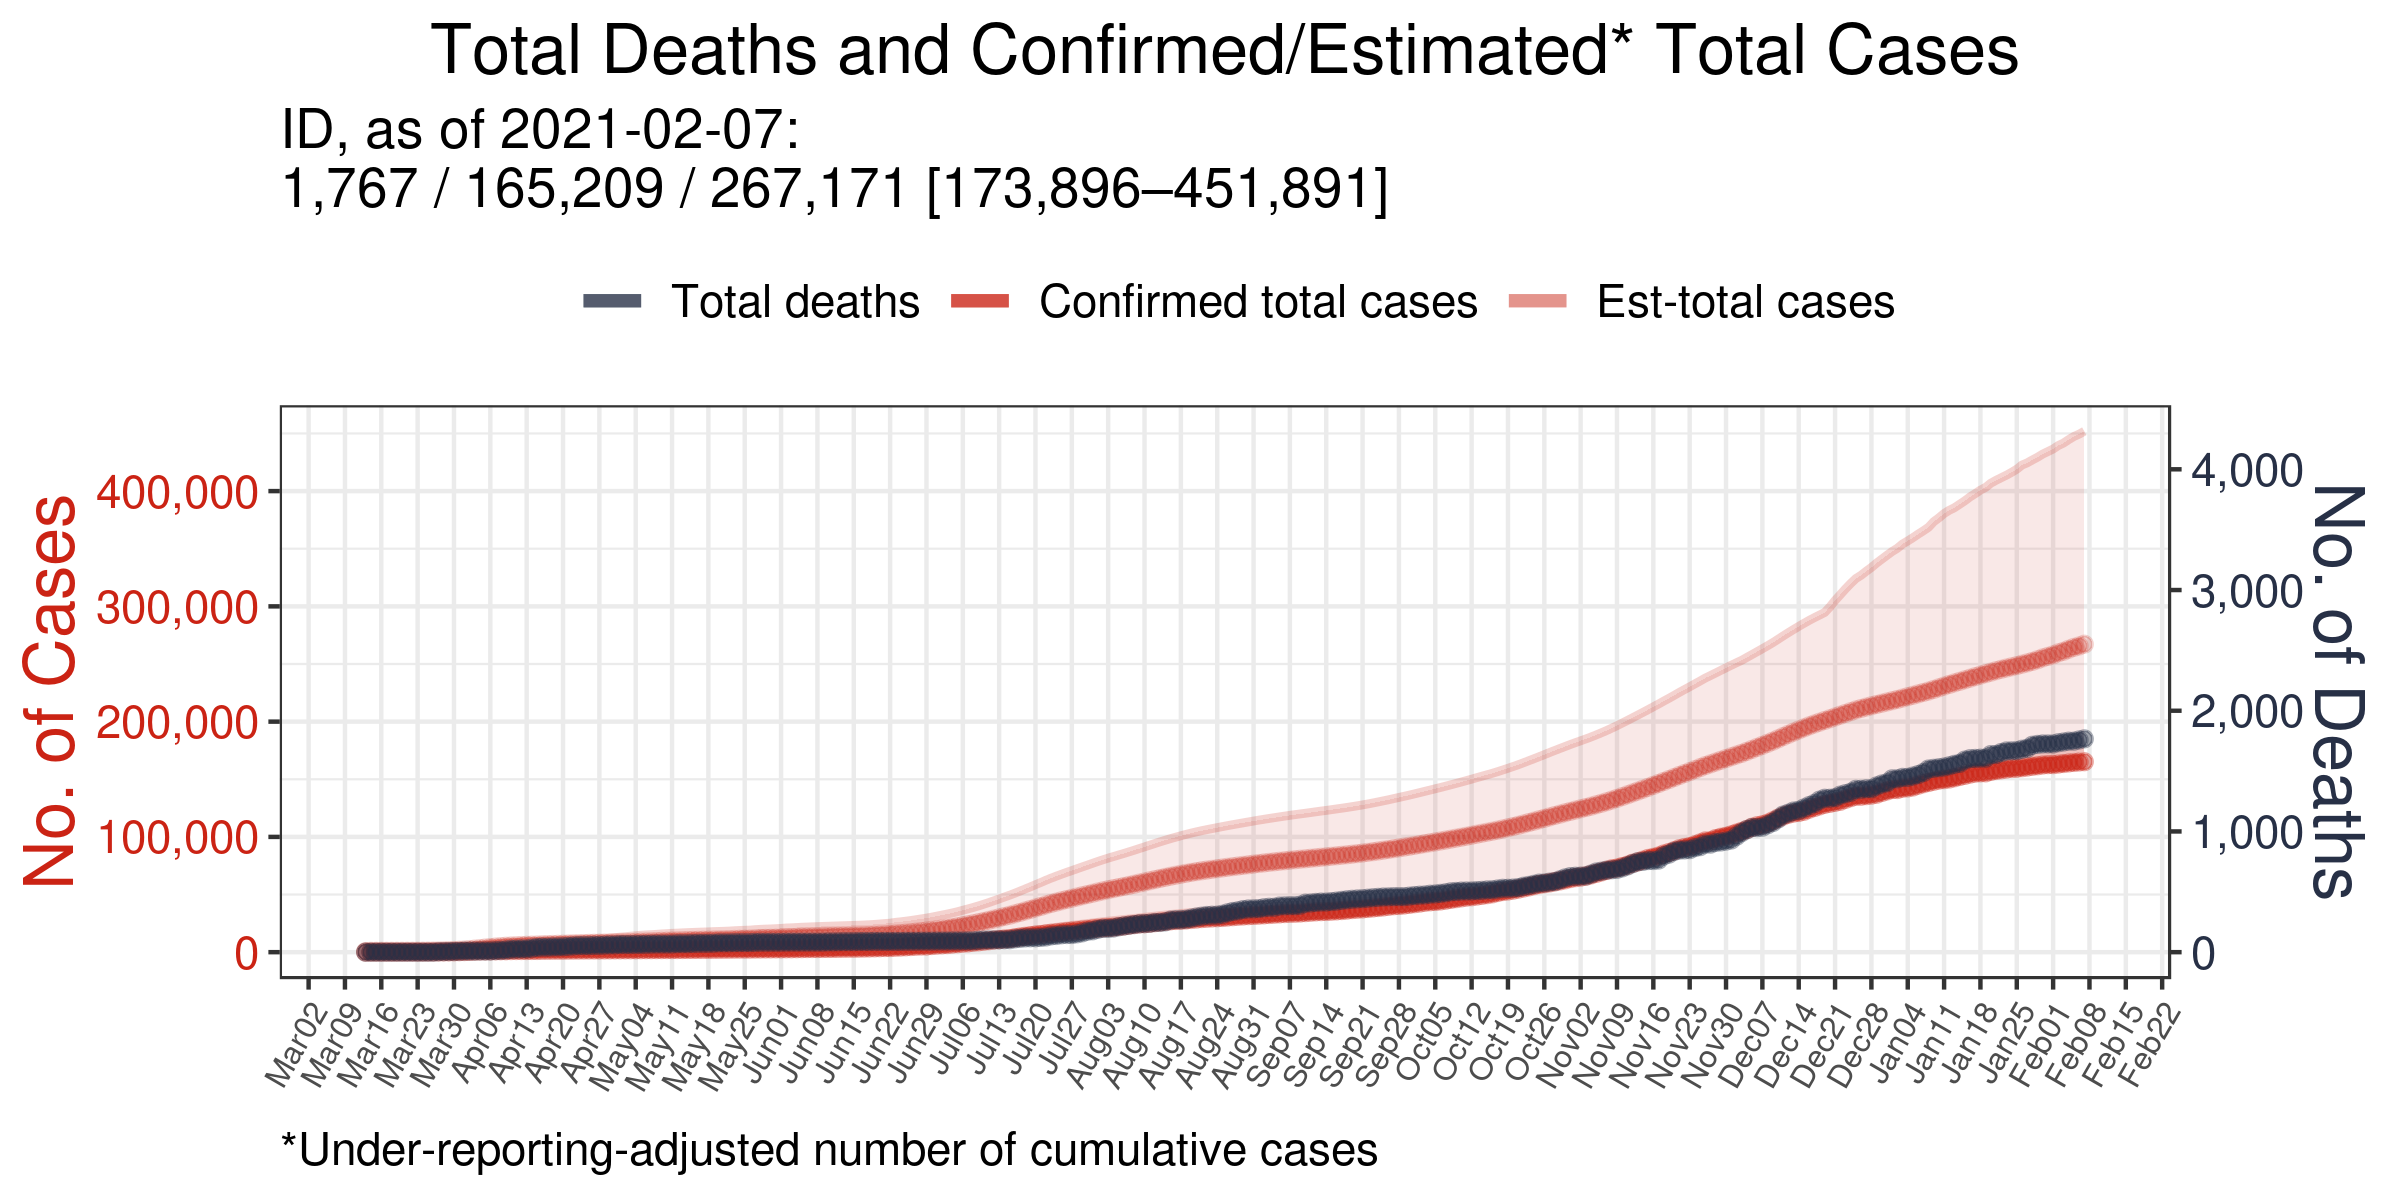 Total Deaths and Confirmed/Estimated* Total Cases
ID, as of 2021-02-07:
1,767 / 165,209 / 267,171 [173,896–451,891]
Total deaths
Confirmed total cases
Est-total cases
No. of Cases
400,000
300,000
200,000
100,000
0
4,000
3,000
2,000
1,000
0
No. of Deaths
Mar02
Mar09
Mar16
Mar23
Mar30
Apr06
Apr13
Apr20
Apr27
May04
May11
May18
May25
Jun01
Jun08
Jun15
Jun22
Jun29
Jul06
Jul13
Jul20
Jul27
Aug03
Aug10
Aug17
Aug24
Aug31
Sep07
Sep14
Sep21
Sep28
Oct05
Oct12
Oct19
Oct26
Nov02
Nov09
Nov16
Nov23
Nov30
Dec07
Dec14
Dec21
Dec28
Jan04
Jan11
Jan18
Jan25
Feb01
Feb08
Feb15
Feb22
*Under-reporting-adjusted number of cumulative cases